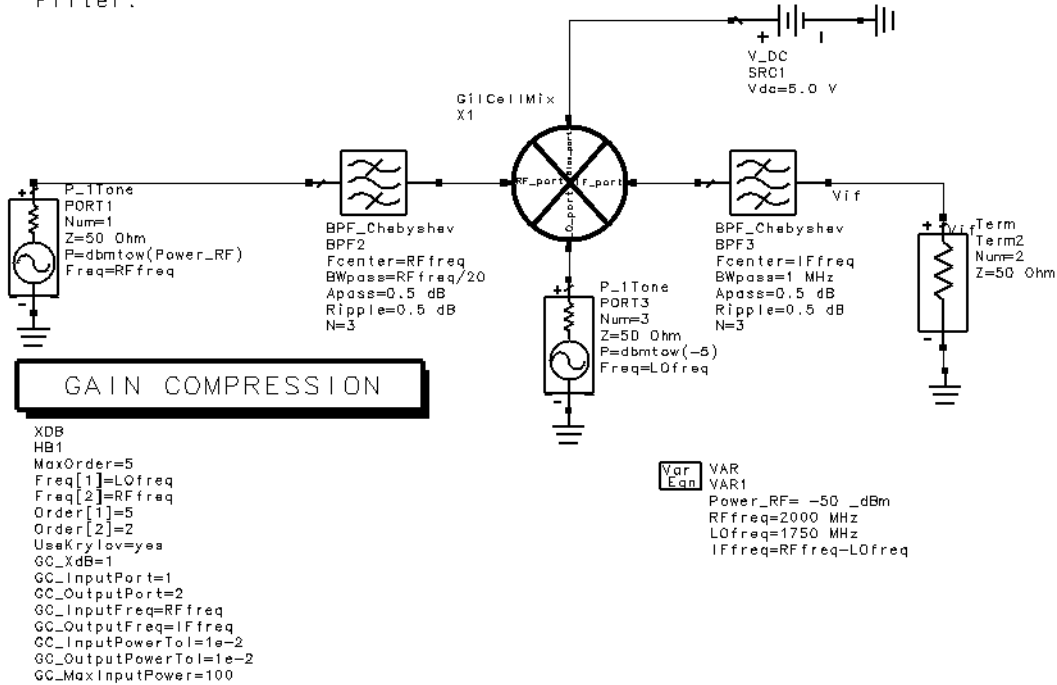 Filter.
V_DC
SRC1
Vdc=5.0 V
GilCellMix
X1
RF_port
IF_port
P_1Tone
PORT1
Num=1
Z=50 Ohm
P=dbmtow(Power_RF)
Freq=RFfreq
BPF_Chebyshev
BPF2
Fcenter=RFfreq
BWpass=RFfreq/20
Apass=0.5 dB
Ripple=0.5 dB
N=3
P_1Tone
PORT3
Num=3
Z=50 Ohm
P=dbmtow(-5)
Freq=LOfreq
BPF_Chebyshev
BPF3
Fcenter=IFfreq
BWpass=1 MHz
Apass=0.5 dB
Ripple=0.5 dB
N=3
Vif
Vif
Term
Term2
Num=2
Z=50 Ohm
GAIN COMPRESSION
XDB
HB1
MaxOrder=5
Freq[1]=LOfreq
Freq[2]=RFfreq
Order[1]=5
Order[2]=2
UseKrylov=yes
GC_XdB=1
GC_InputPort=1
GC_OutputPort=2
GC_InputFreq=RFfreq
GC_OutputFreq=IFfreq
GC_InputPowerTol=1e-2
GC_OutputPowerTol=1e-2
GC_MaxInputPower=100
Var
Eqn
VAR
VAR1
Power_RF= -50 _dBm
RFfreq=2000 MHz
LOfreq=1750 MHz
IFfreq=RFfreq-LOfreq